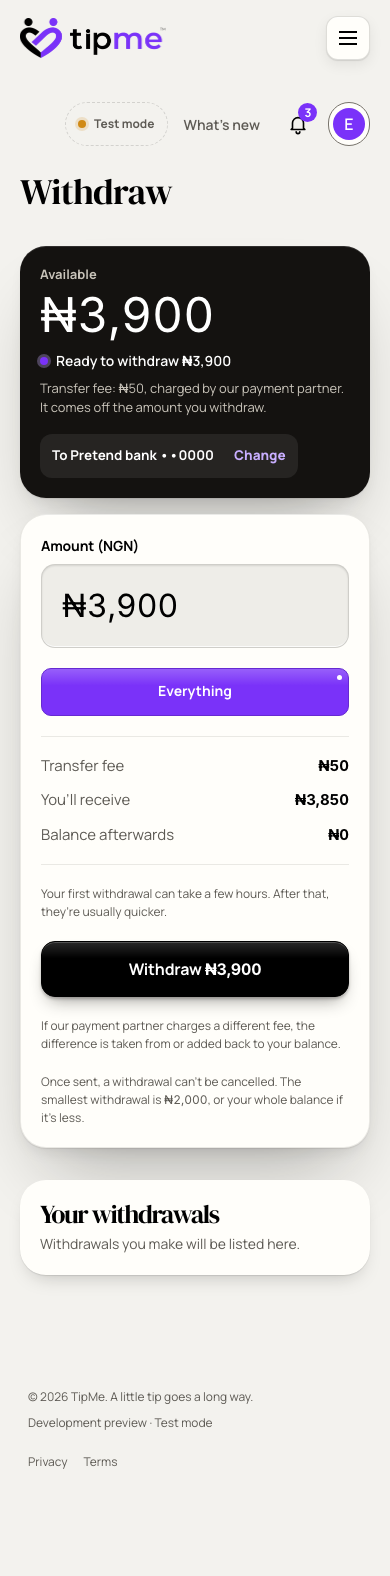 tipme™
Test mode
What's new
3
E
Withdraw
Available
₦3,900
Ready to withdraw ₦3,900
Transfer fee: ₦50, charged by our payment partner.
It comes off the amount you withdraw.
To Pretend bank ••0000
Change
Amount (NGN)
₦3,900
Everything
Transfer fee ₦50
You'll receive ₦3,850
Balance afterwards ₦0
Your first withdrawal can take a few hours. After that,
they're usually quicker.
Withdraw ₦3,900
If our payment partner charges a different fee, the
difference is taken from or added back to your balance.
Once sent, a withdrawal can't be cancelled. The
smallest withdrawal is ₦2,000, or your whole balance if
it's less.
Your withdrawals
Withdrawals you make will be listed here.
© 2026 TipMe. A little tip goes a long way.
Development preview · Test mode
Privacy Terms